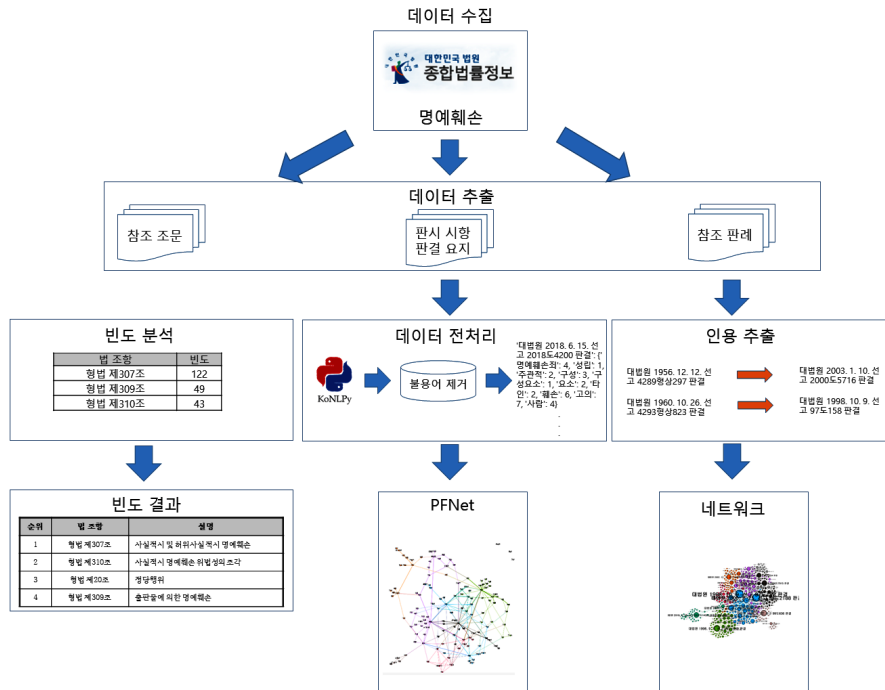 데이터 수집
대한민국 법원
종합법률정보
명예훼손
데이터 추출
참조 조문
판시 시항
판결 요지
참조 판례
빈도 분석
법 조항 빈도
형법 제307조 122
형법 제309조 49
형법 제310조 43
데이터 전처리
KoNLPy
불용어 제거
'대법원 2018. 6. 15. 선
고 2018도4200 판결': {'
명예훼손죄': 4, '성립': 1,
'주관적': 2, '구성': 3, '구
성요소': 1, '요소': 2, '타
인': 2, '훼손': 6, '고의':
7, '사람': 4}
.
.
.
인용 추출
대법원 1956. 12. 12. 선
고 4289형상297 판결
대법원 2003. 1. 10. 선고
2000도5716 판결
대법원 1960. 10. 26. 선
고 4293형상823 판결
대법원 1998. 10. 9. 선
고 97도158 판결
빈도 결과
순위 법 조항 설명
1 형법 제307조 사실적시 및 허위사실적시 명예훼손
2 형법 제310조 사실적시 명예훼손 위법성의 조각
3 형법 제20조 정당행위
4 형법 제309조 출판물에 의한 명예훼손
PFNet
네트워크